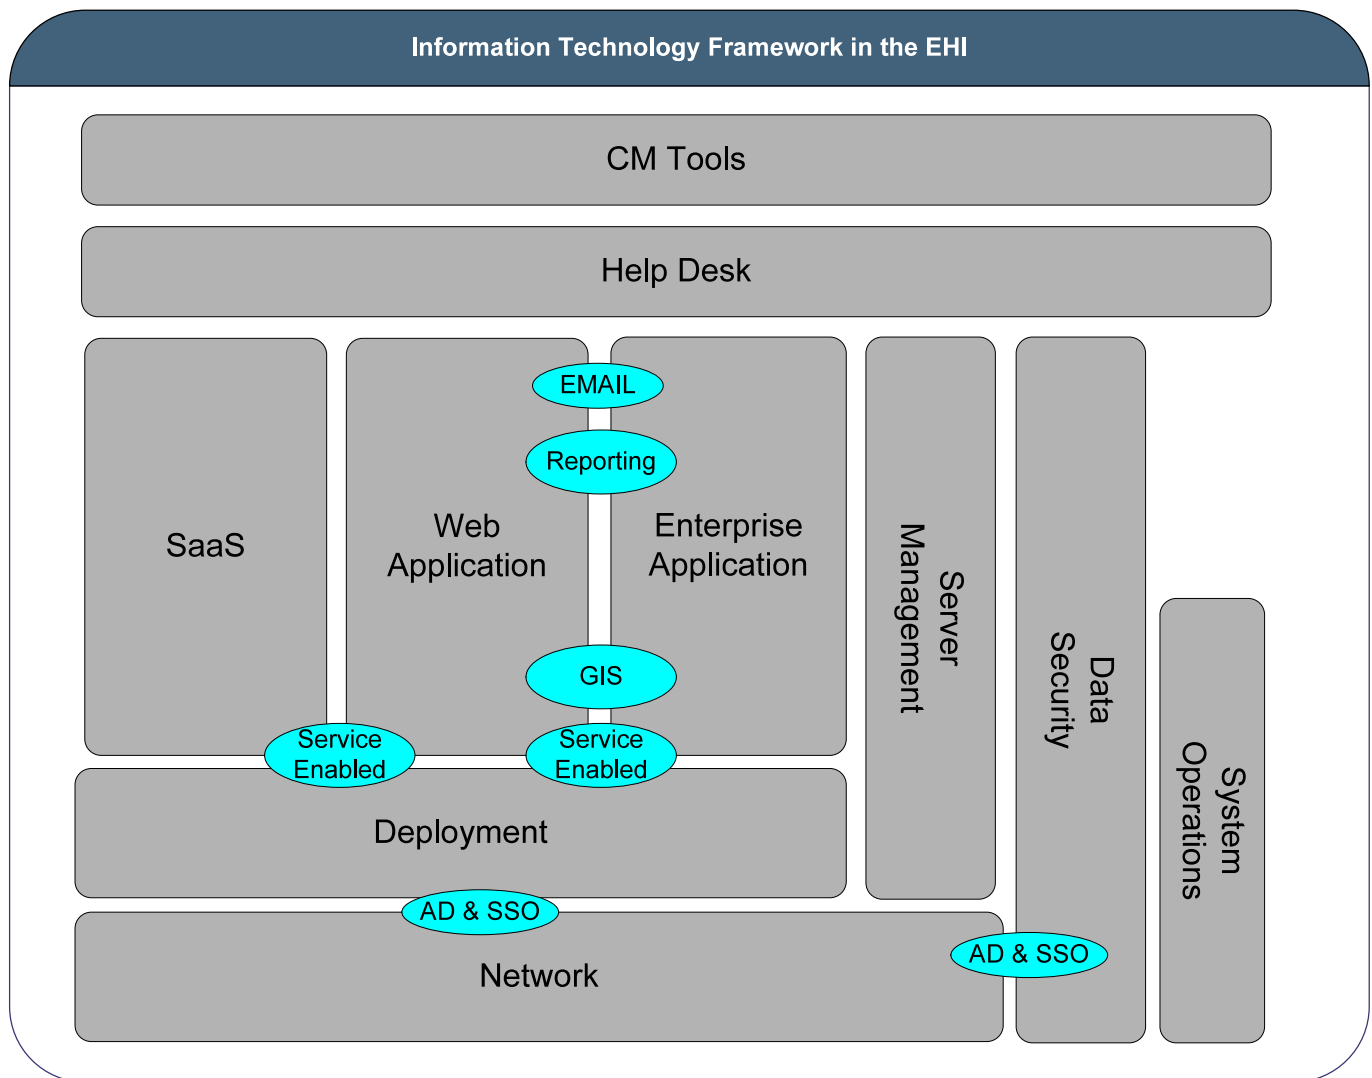 Information Technology Framework in the EHI
CM Tools
Help Desk
EMAIL
Reporting
SaaS
Web
Application
Enterprise
Application
GIS
Service
Enabled
Service
Enabled
Server
Management
Data
Security
System
Operations
Deployment
AD & SSO
Network
AD & SSO